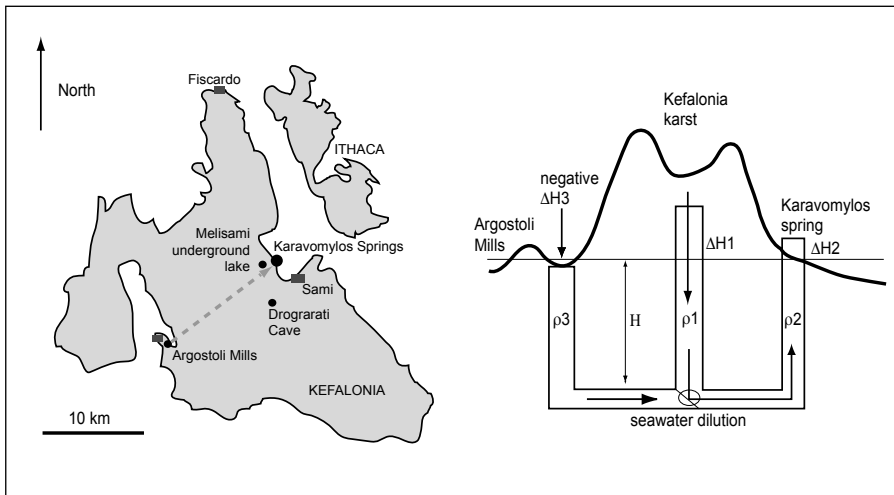 North
Fiscardo
ITHACA
Melisami
underground
lake
Karavomylos Springs
Sami
Drograrati
Cave
Argostoli Mills
KEFALONIA
10 km
Kefalonia
karst
negative
ΔH3
Argostoli
Mills
Karavomylos
spring
ΔH1
ΔH2
ρ3
H
ρ1
ρ2
seawater dilution